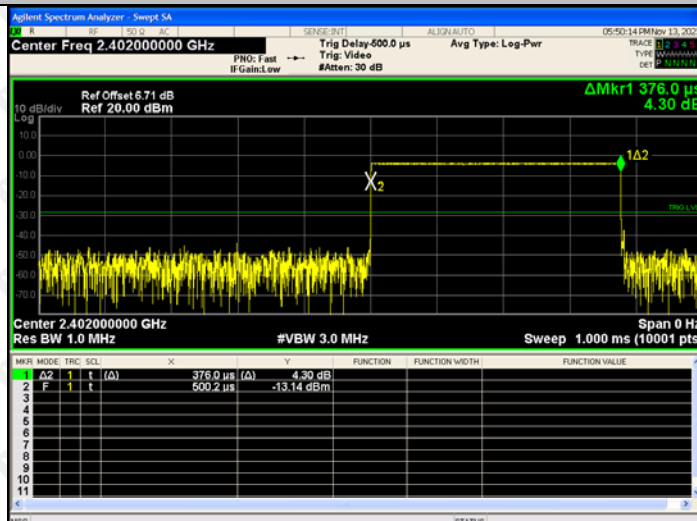 Agilent Spectrum Analyzer - Swept SA
R RF 50 Ω AC SENSE:INT ALIGN AUTO 05:50:14 PM Nov 13, 202
Center Freq 2.402000000 GHz
PNO: Fast
IFGain:Low
Trig Delay-500.0 µs
Trig: Video
#Atten: 30 dB
Avg Type: Log-Pwr
TRACE 1 2 3 4 5
TYPE
DET P N N N N
ΔMkr1 376.0 µs
4.30 dB
Ref Offset 6.71 dB
10 dB/div Ref 20.00 dBm
Log
10.0
0.00
-10.0
-20.0
-30.0
-40.0
-50.0
-60.0
-70.0
1Δ2
2
TRIG LVL
Center 2.402000000 GHz Span 0 Hz
Res BW 1.0 MHz #VBW 3.0 MHz Sweep 1.000 ms (10001 pts
MKR MODE TRC SCL X Y FUNCTION FUNCTION WIDTH FUNCTION VALUE
1 Δ2 1 t (Δ) 376.0 µs (Δ) 4.30 dB
2 F 1 t 500.2 µs -13.14 dBm
3
4
5
6
7
8
9
10
11
MSG STATUS